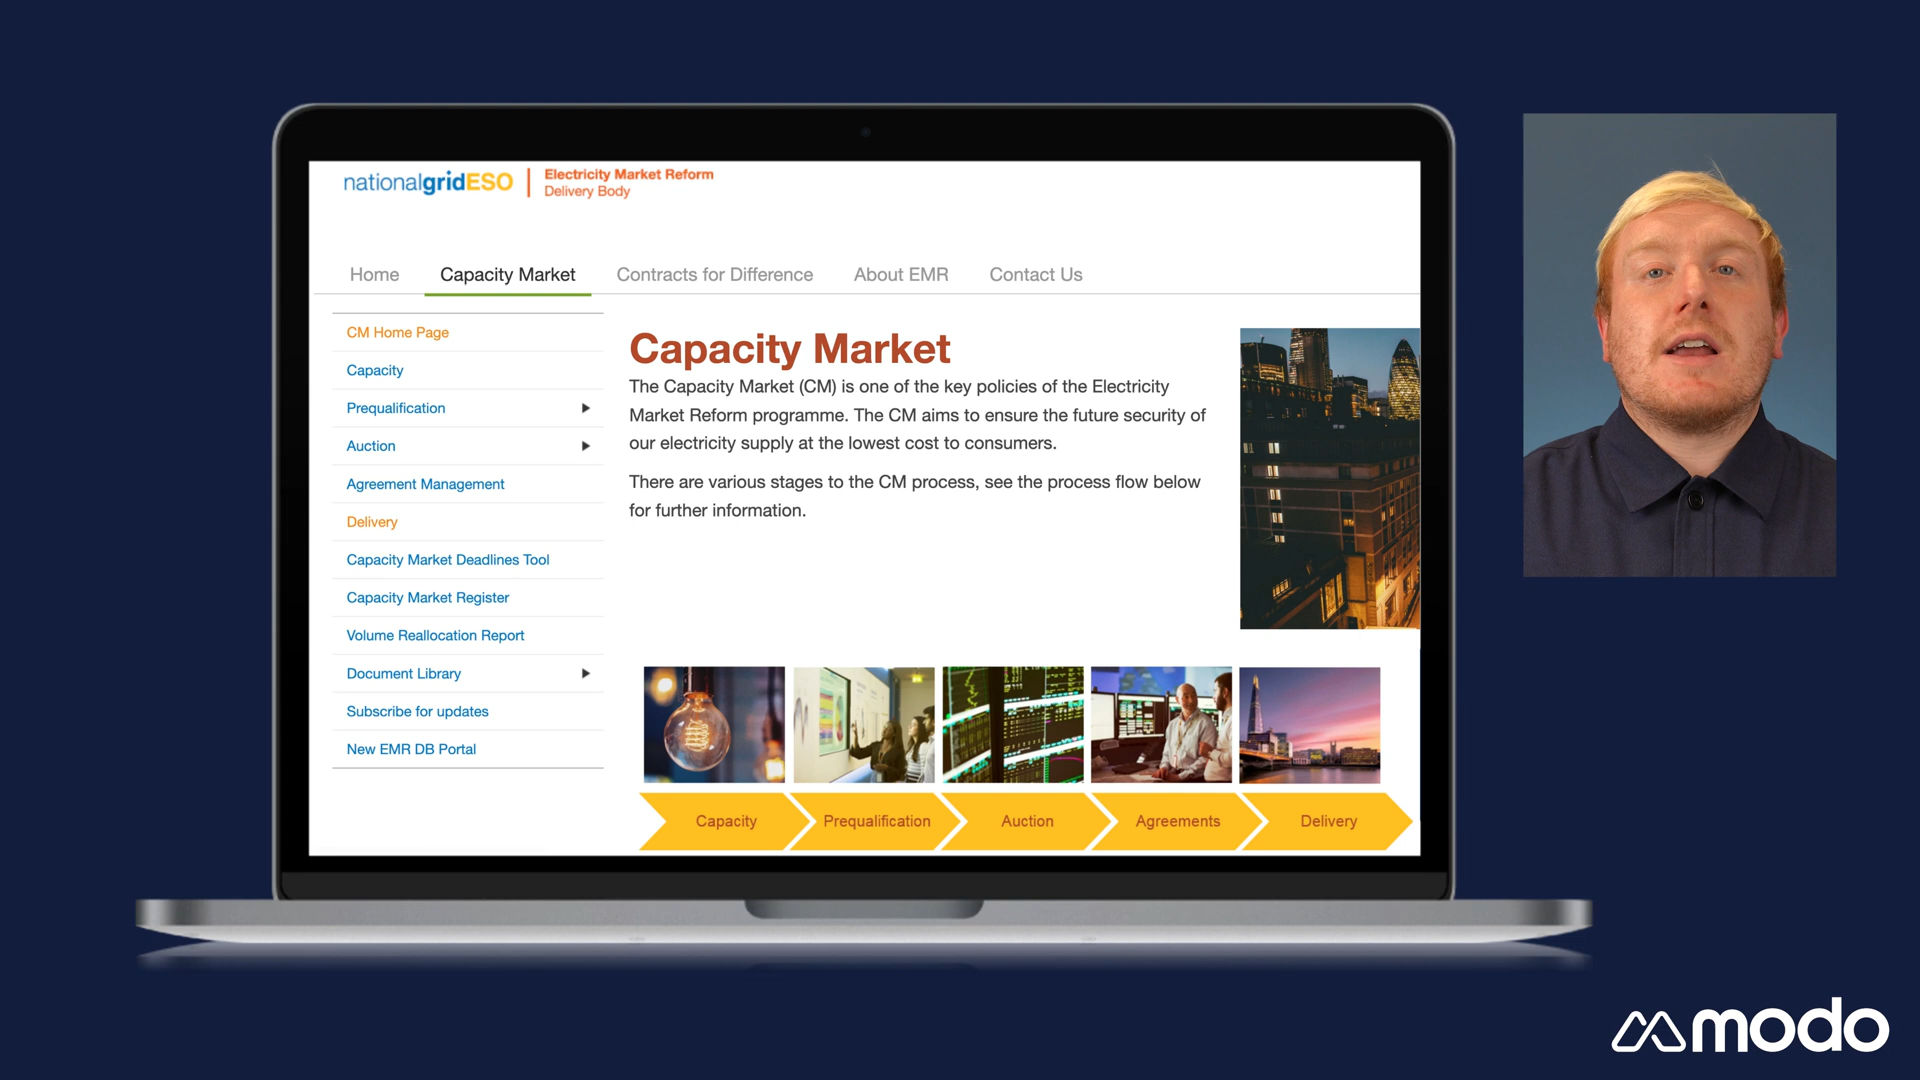 nationalgridESO
Electricity Market Reform
Delivery Body
Home
Capacity Market
Contracts for Difference
About EMR
Contact Us
CM Home Page
Capacity
Prequalification
Auction
Agreement Management
Delivery
Capacity Market Deadlines Tool
Capacity Market Register
Volume Reallocation Report
Document Library
Subscribe for updates
New EMR DB Portal
Capacity Market
The Capacity Market (CM) is one of the key policies of the Electricity
Market Reform programme. The CM aims to ensure the future security of
our electricity supply at the lowest cost to consumers.
There are various stages to the CM process, see the process flow below
for further information.
Capacity
Prequalification
Auction
Agreements
Delivery
modo